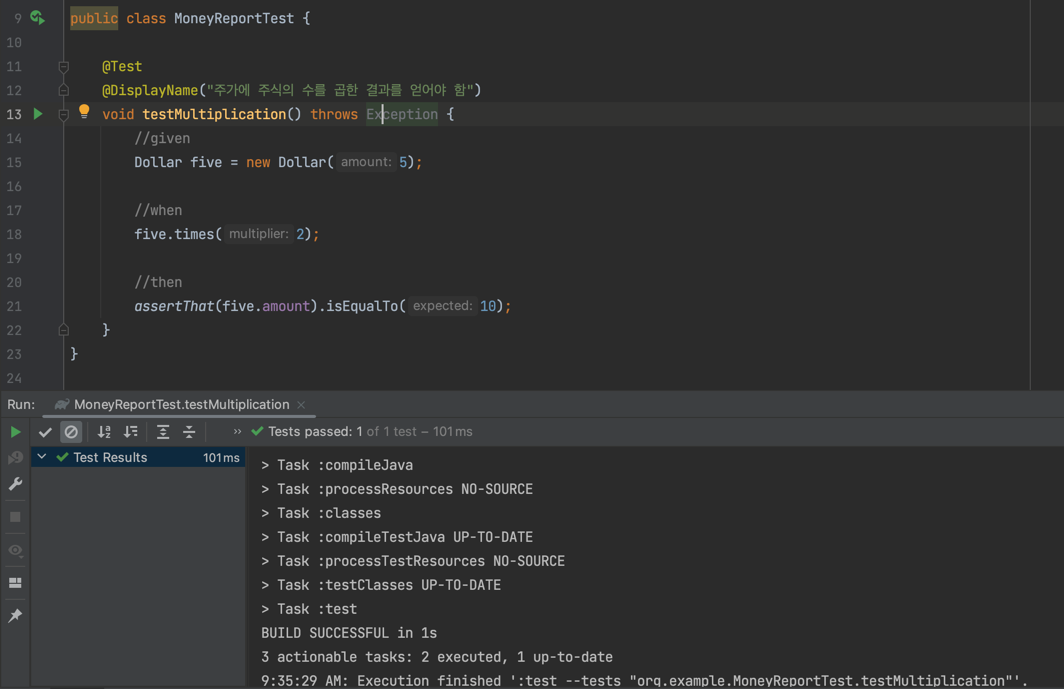 9 public class MoneyReportTest {
10
11 @Test
12 @DisplayName("주가에 주식의 수를 곱한 결과를 얻어야 함")
13 void testMultiplication() throws Exception {
14 //given
15 Dollar five = new Dollar( amount: 5);
16
17 //when
18 five.times( multiplier: 2);
19
20 //then
21 assertThat(five.amount).isEqualTo( expected: 10);
22 }
23 }
24
Run: MoneyReportTest.testMultiplication ×
» Tests passed: 1 of 1 test – 101 ms
Test Results 101 ms
> Task :compileJava
> Task :processResources NO-SOURCE
> Task :classes
> Task :compileTestJava UP-TO-DATE
> Task :processTestResources NO-SOURCE
> Task :testClasses UP-TO-DATE
> Task :test
BUILD SUCCESSFUL in 1s
3 actionable tasks: 2 executed, 1 up-to-date
9:35:29 AM: Execution finished ':test --tests "org.example.MoneyReportTest.testMultiplication"'.